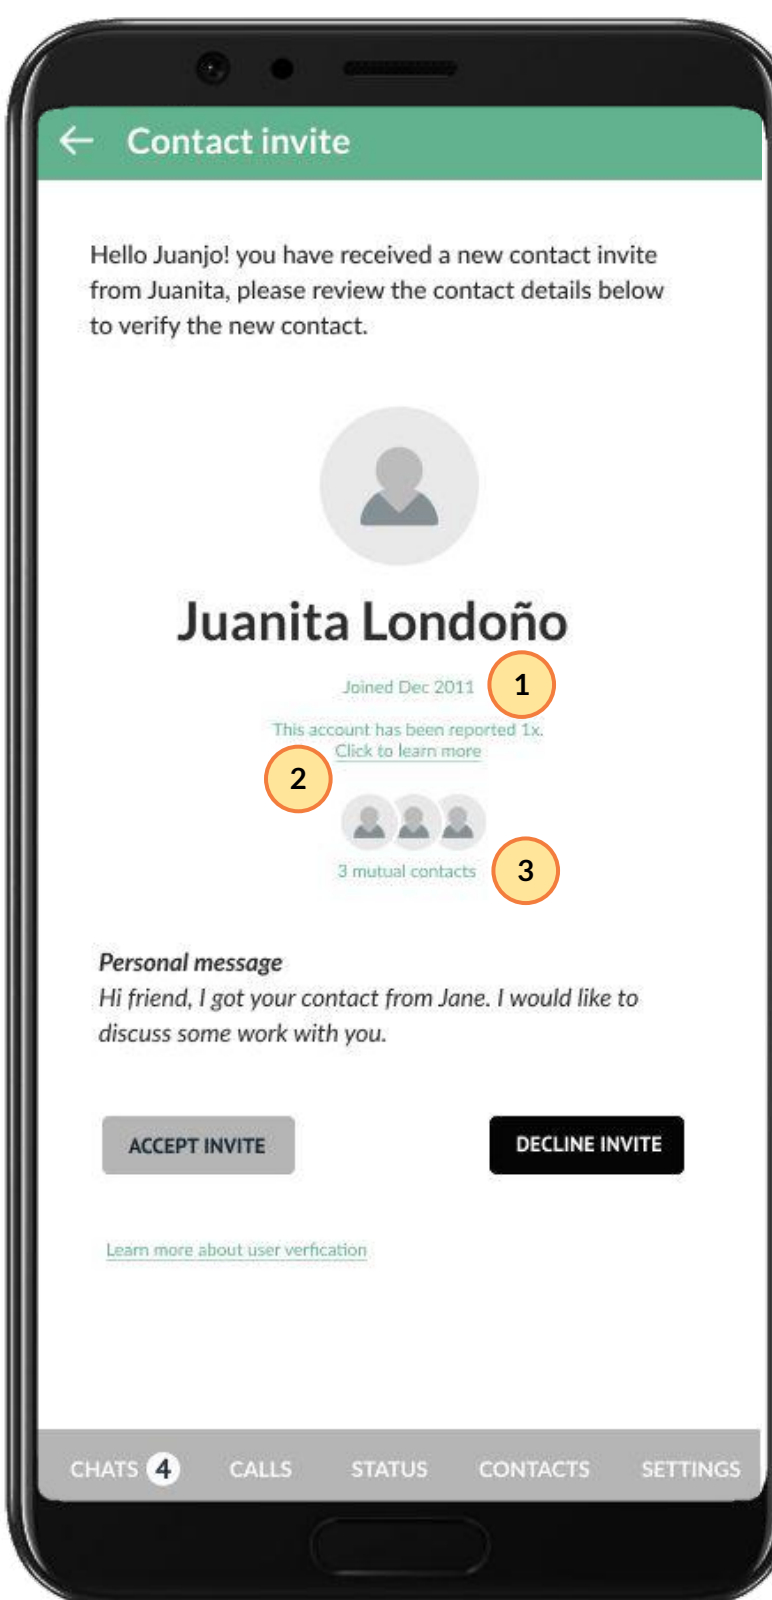 Contact invite
Hello Juanjo! you have received a new contact invite
from Juanita, please review the contact details below
to verify the new contact.
Juanita Londoño
Joined Dec 2011
1
This account has been reported 1x.
Click to learn more
2
3 mutual contacts
3
Personal message
Hi friend, I got your contact from Jane. I would like to
discuss some work with you.
ACCEPT INVITE
DECLINE INVITE
Learn more about user verfication
CHATS 4 CALLS STATUS CONTACTS SETTINGS